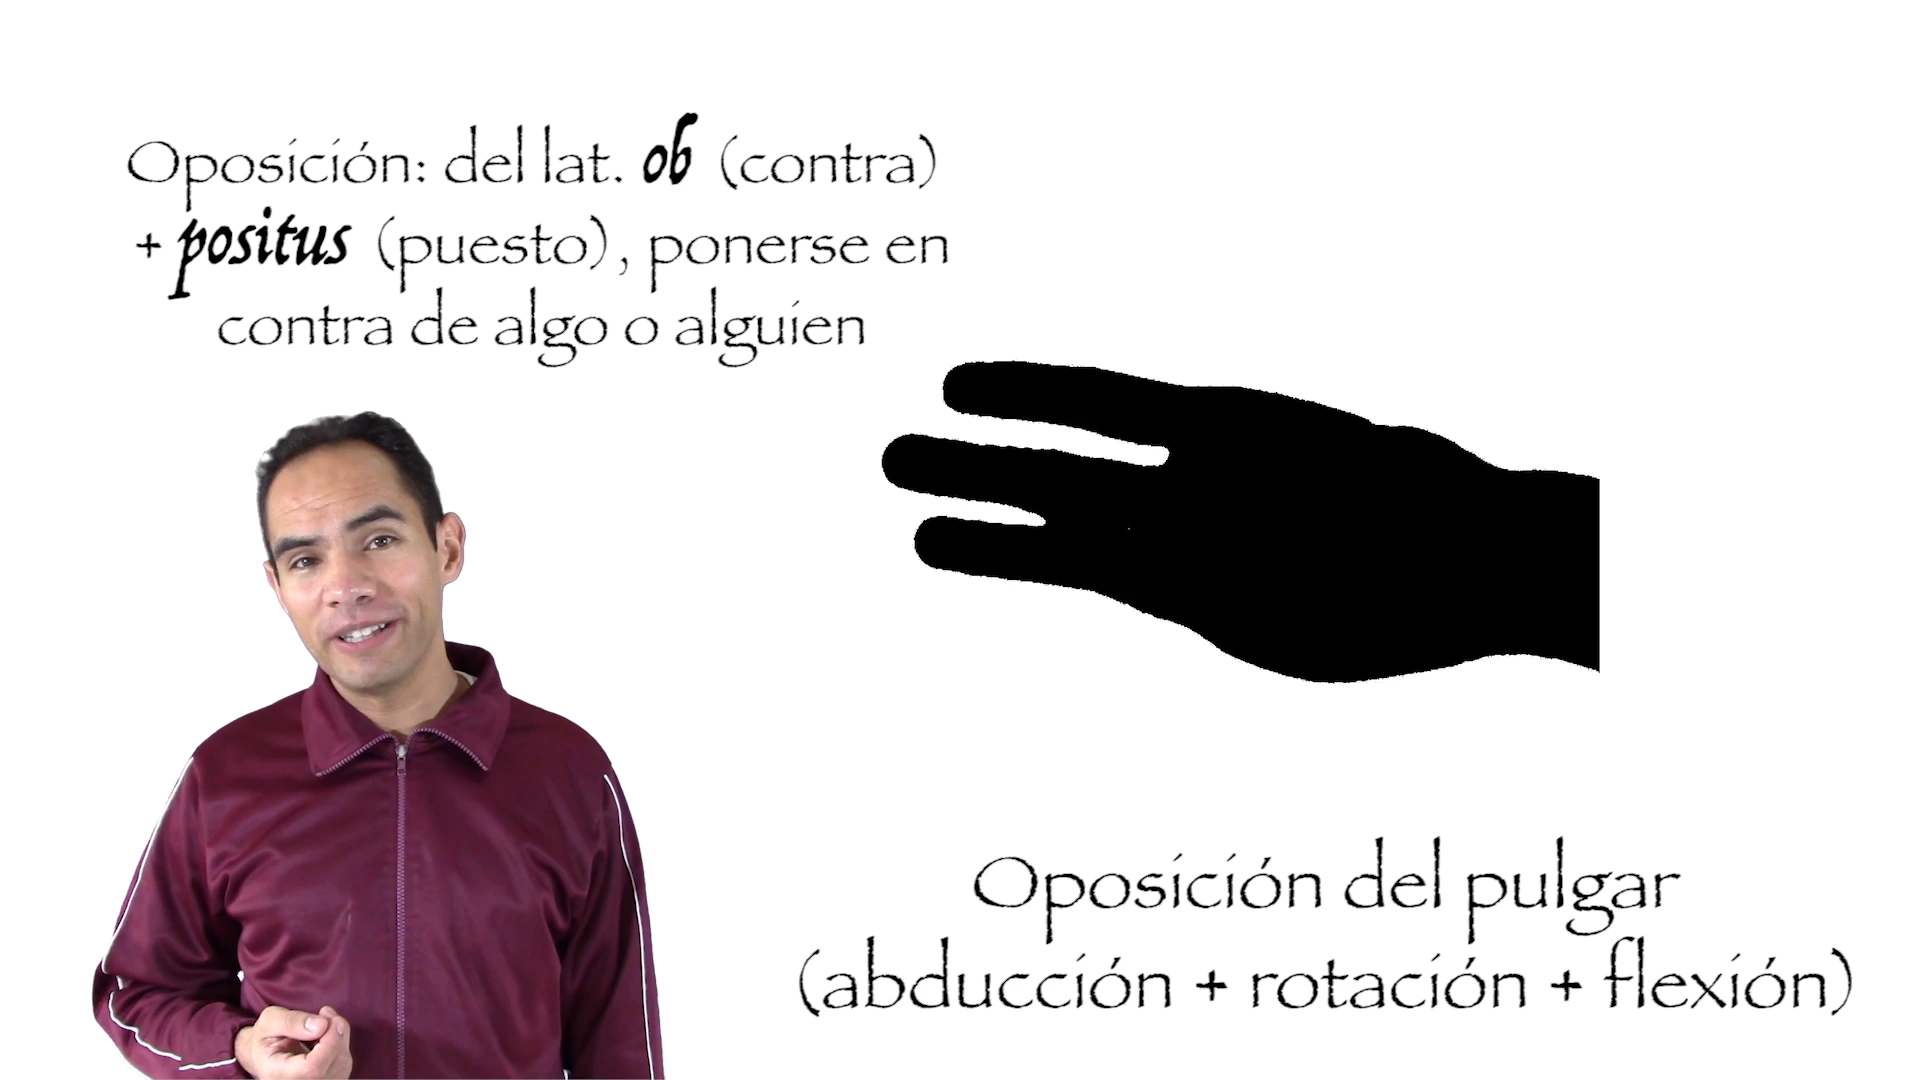 Oposición: del lat. ob (contra)
+ positus (puesto), ponerse en
contra de algo o alguien
Oposición del pulgar
(abducción + rotación + flexión)